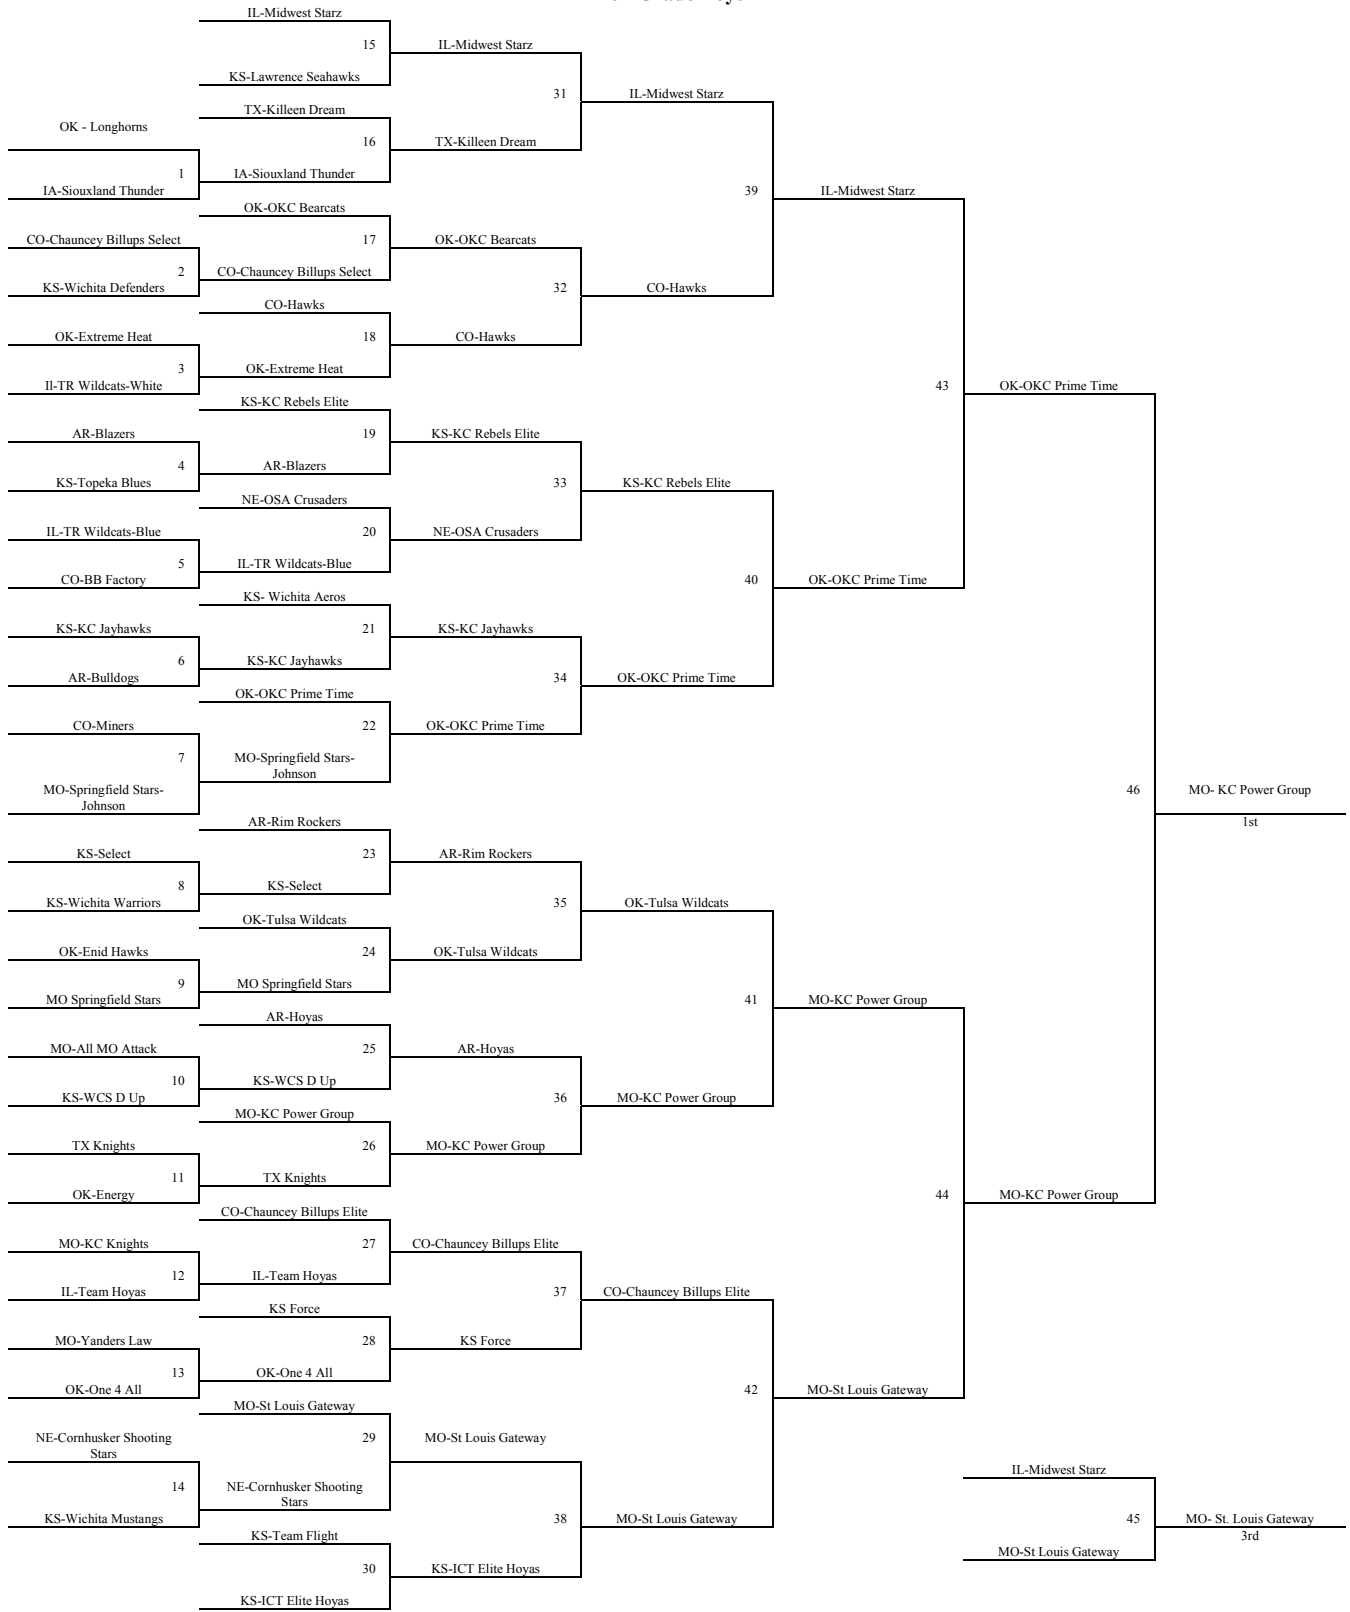 IL-Midwest Starz
15
IL-Midwest Starz
KS-Lawrence Seahawks
31
IL-Midwest Starz
TX-Killeen Dream
OK - Longhorns
16
TX-Killeen Dream
1
IA-Siouxland Thunder
IA-Siouxland Thunder
39
IL-Midwest Starz
OK-OKC Bearcats
CO-Chauncey Billups Select
17
OK-OKC Bearcats
2
CO-Chauncey Billups Select
KS-Wichita Defenders
32
CO-Hawks
CO-Hawks
OK-Extreme Heat
18
CO-Hawks
3
OK-Extreme Heat
Il-TR Wildcats-White
43
OK-OKC Prime Time
KS-KC Rebels Elite
AR-Blazers
19
KS-KC Rebels Elite
4
AR-Blazers
KS-Topeka Blues
33
KS-KC Rebels Elite
NE-OSA Crusaders
IL-TR Wildcats-Blue
20
NE-OSA Crusaders
5
IL-TR Wildcats-Blue
CO-BB Factory
40
OK-OKC Prime Time
KS- Wichita Aeros
KS-KC Jayhawks
21
KS-KC Jayhawks
6
KS-KC Jayhawks
AR-Bulldogs
34
OK-OKC Prime Time
OK-OKC Prime Time
CO-Miners
22
OK-OKC Prime Time
7
MO-Springfield Stars-
Johnson
MO-Springfield Stars-
Johnson
46
MO- KC Power Group
1st
AR-Rim Rockers
KS-Select
23
AR-Rim Rockers
8
KS-Select
KS-Wichita Warriors
35
OK-Tulsa Wildcats
OK-Tulsa Wildcats
OK-Enid Hawks
24
OK-Tulsa Wildcats
9
MO Springfield Stars
MO Springfield Stars
41
MO-KC Power Group
AR-Hoyas
MO-All MO Attack
25
AR-Hoyas
10
KS-WCS D Up
KS-WCS D Up
36
MO-KC Power Group
MO-KC Power Group
TX Knights
26
MO-KC Power Group
11
TX Knights
OK-Energy
44
MO-KC Power Group
CO-Chauncey Billups Elite
MO-KC Knights
27
CO-Chauncey Billups Elite
12
IL-Team Hoyas
IL-Team Hoyas
37
CO-Chauncey Billups Elite
KS Force
MO-Yanders Law
28
KS Force
13
OK-One 4 All
OK-One 4 All
42
MO-St Louis Gateway
MO-St Louis Gateway
NE-Cornhusker Shooting
Stars
29
MO-St Louis Gateway
IL-Midwest Starz
14
NE-Cornhusker Shooting
Stars
KS-Wichita Mustangs
38
MO-St Louis Gateway
45
MO- St. Louis Gateway
3rd
KS-Team Flight
MO-St Louis Gateway
30
KS-ICT Elite Hoyas
KS-ICT Elite Hoyas